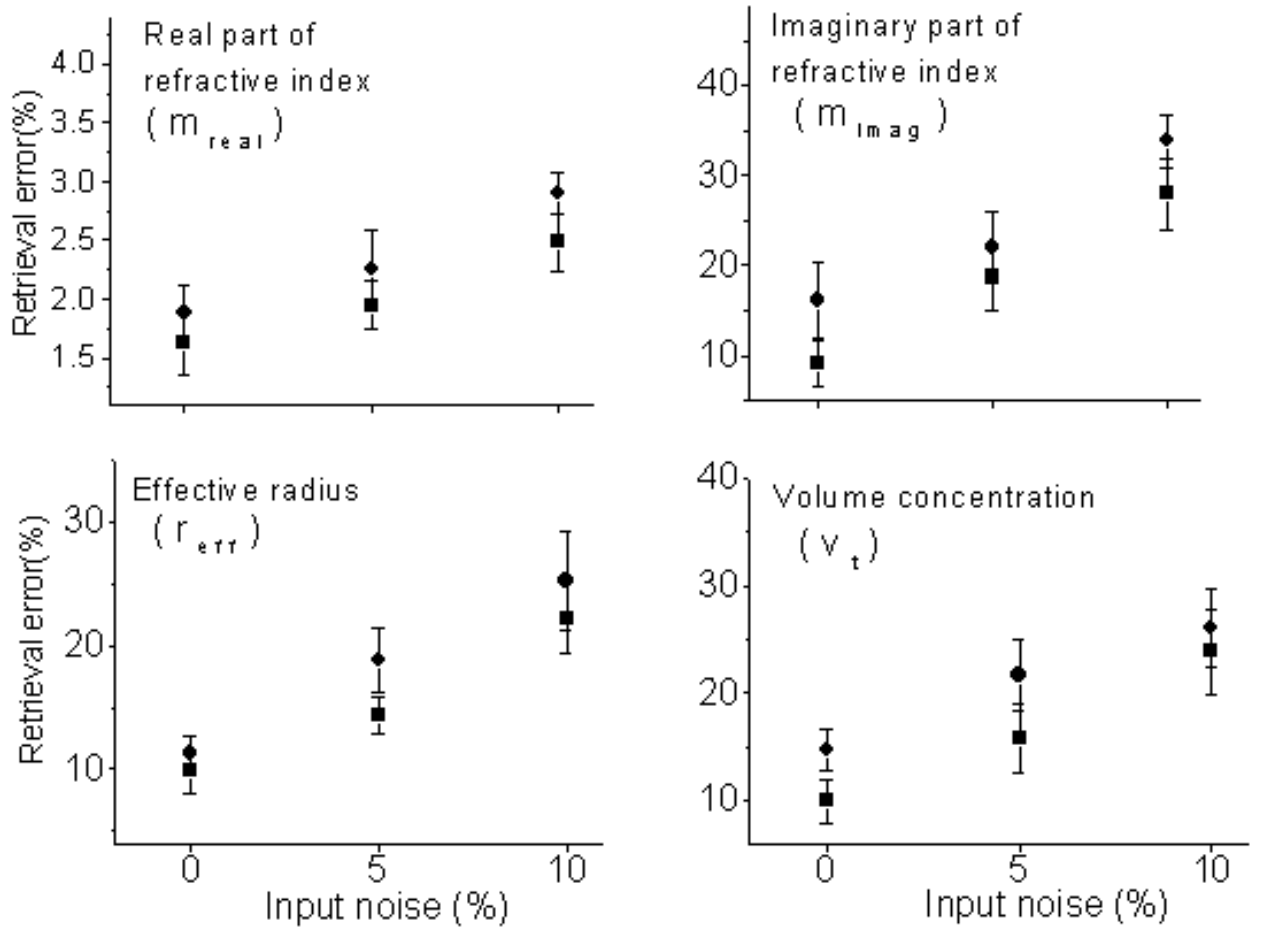 Real part of
refractive index
( m real )
Retrieval error(%)
4.0
3.5
3.0
2.5
2.0
1.5
Imaginary part of
refractive index
( m imag )
40
30
20
10
Effective radius
( r eff )
Retrieval error(%)
30
20
10
0 5 10
Input noise (%)
Volume concentration
( v t )
40
30
20
10
0 5 10
Input noise (%)